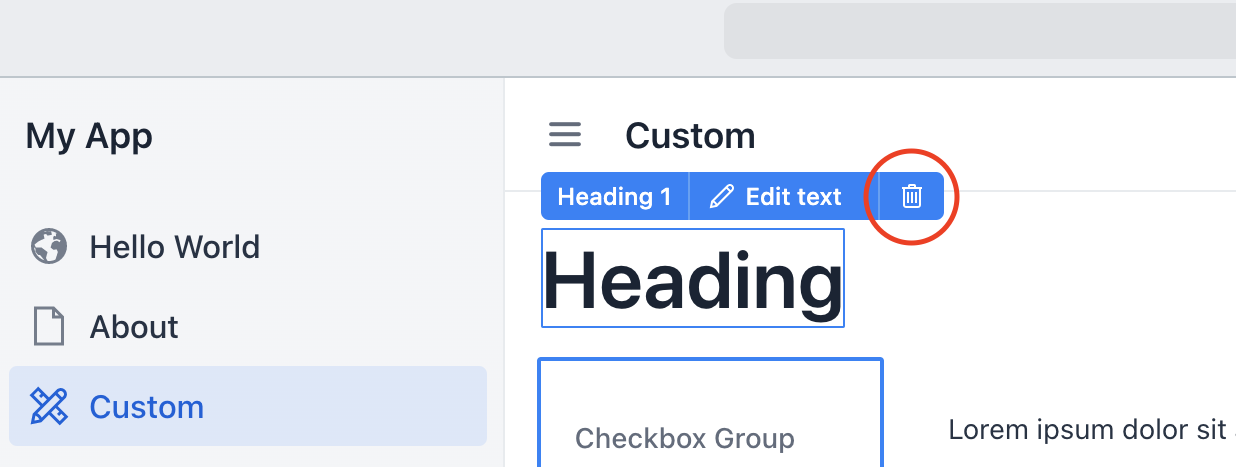 My App
Hello World
About
Custom
Custom
Heading 1
Edit text
Heading
Checkbox Group
Lorem ipsum dolor sit